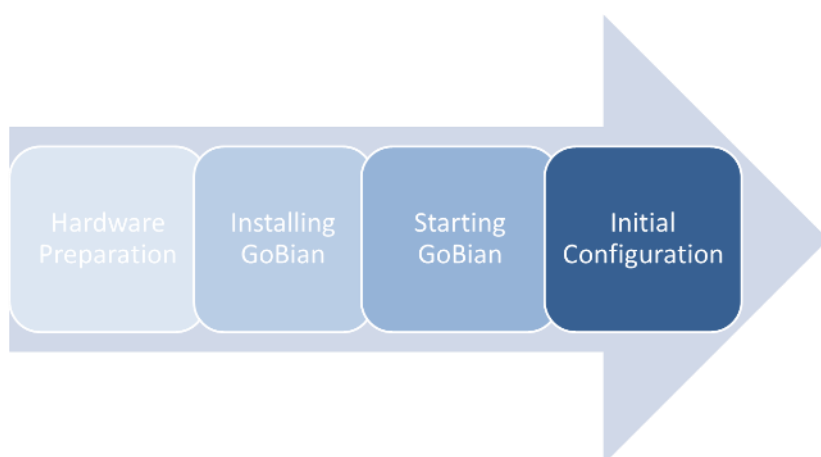 Hardware
Preparation
Installing
GoBian
Starting
GoBian
Initial
Configuration